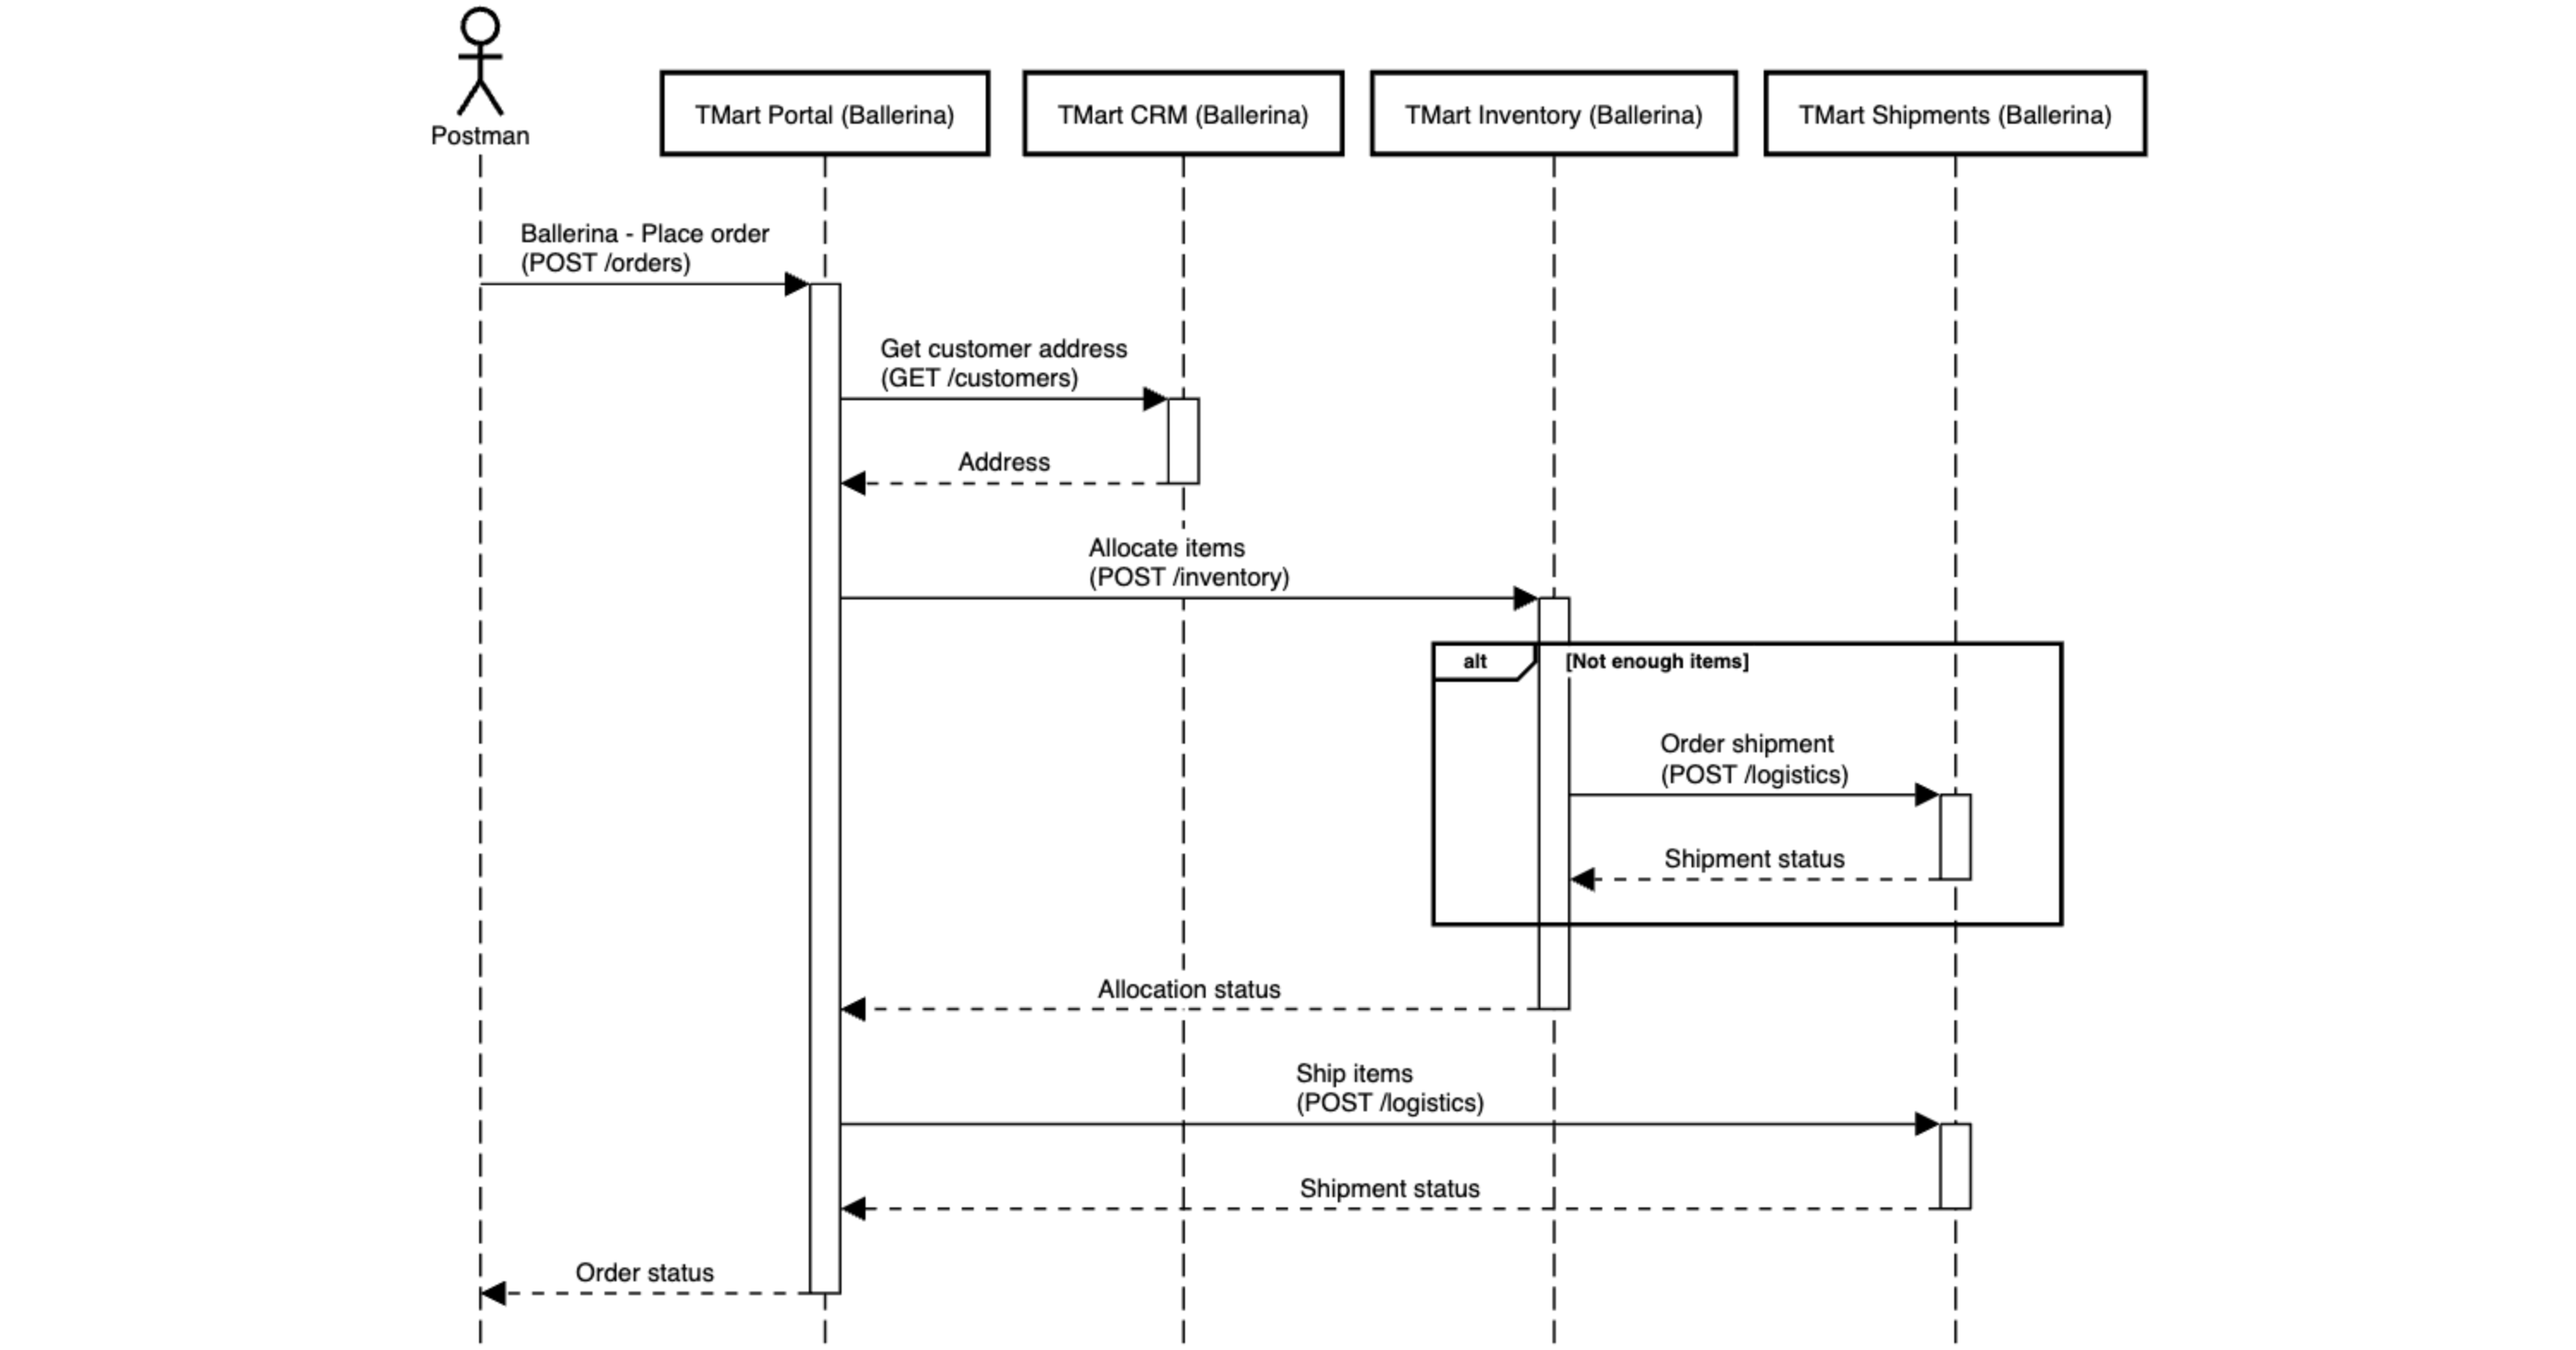 Postman
TMart Portal (Ballerina)
TMart CRM (Ballerina)
TMart Inventory (Ballerina)
TMart Shipments (Ballerina)
Ballerina - Place order
(POST /orders)
Get customer address
(GET /customers)
Address
Allocate items
(POST /inventory)
alt
[Not enough items]
Order shipment
(POST /logistics)
Shipment status
Allocation status
Ship items
(POST /logistics)
Shipment status
Order status